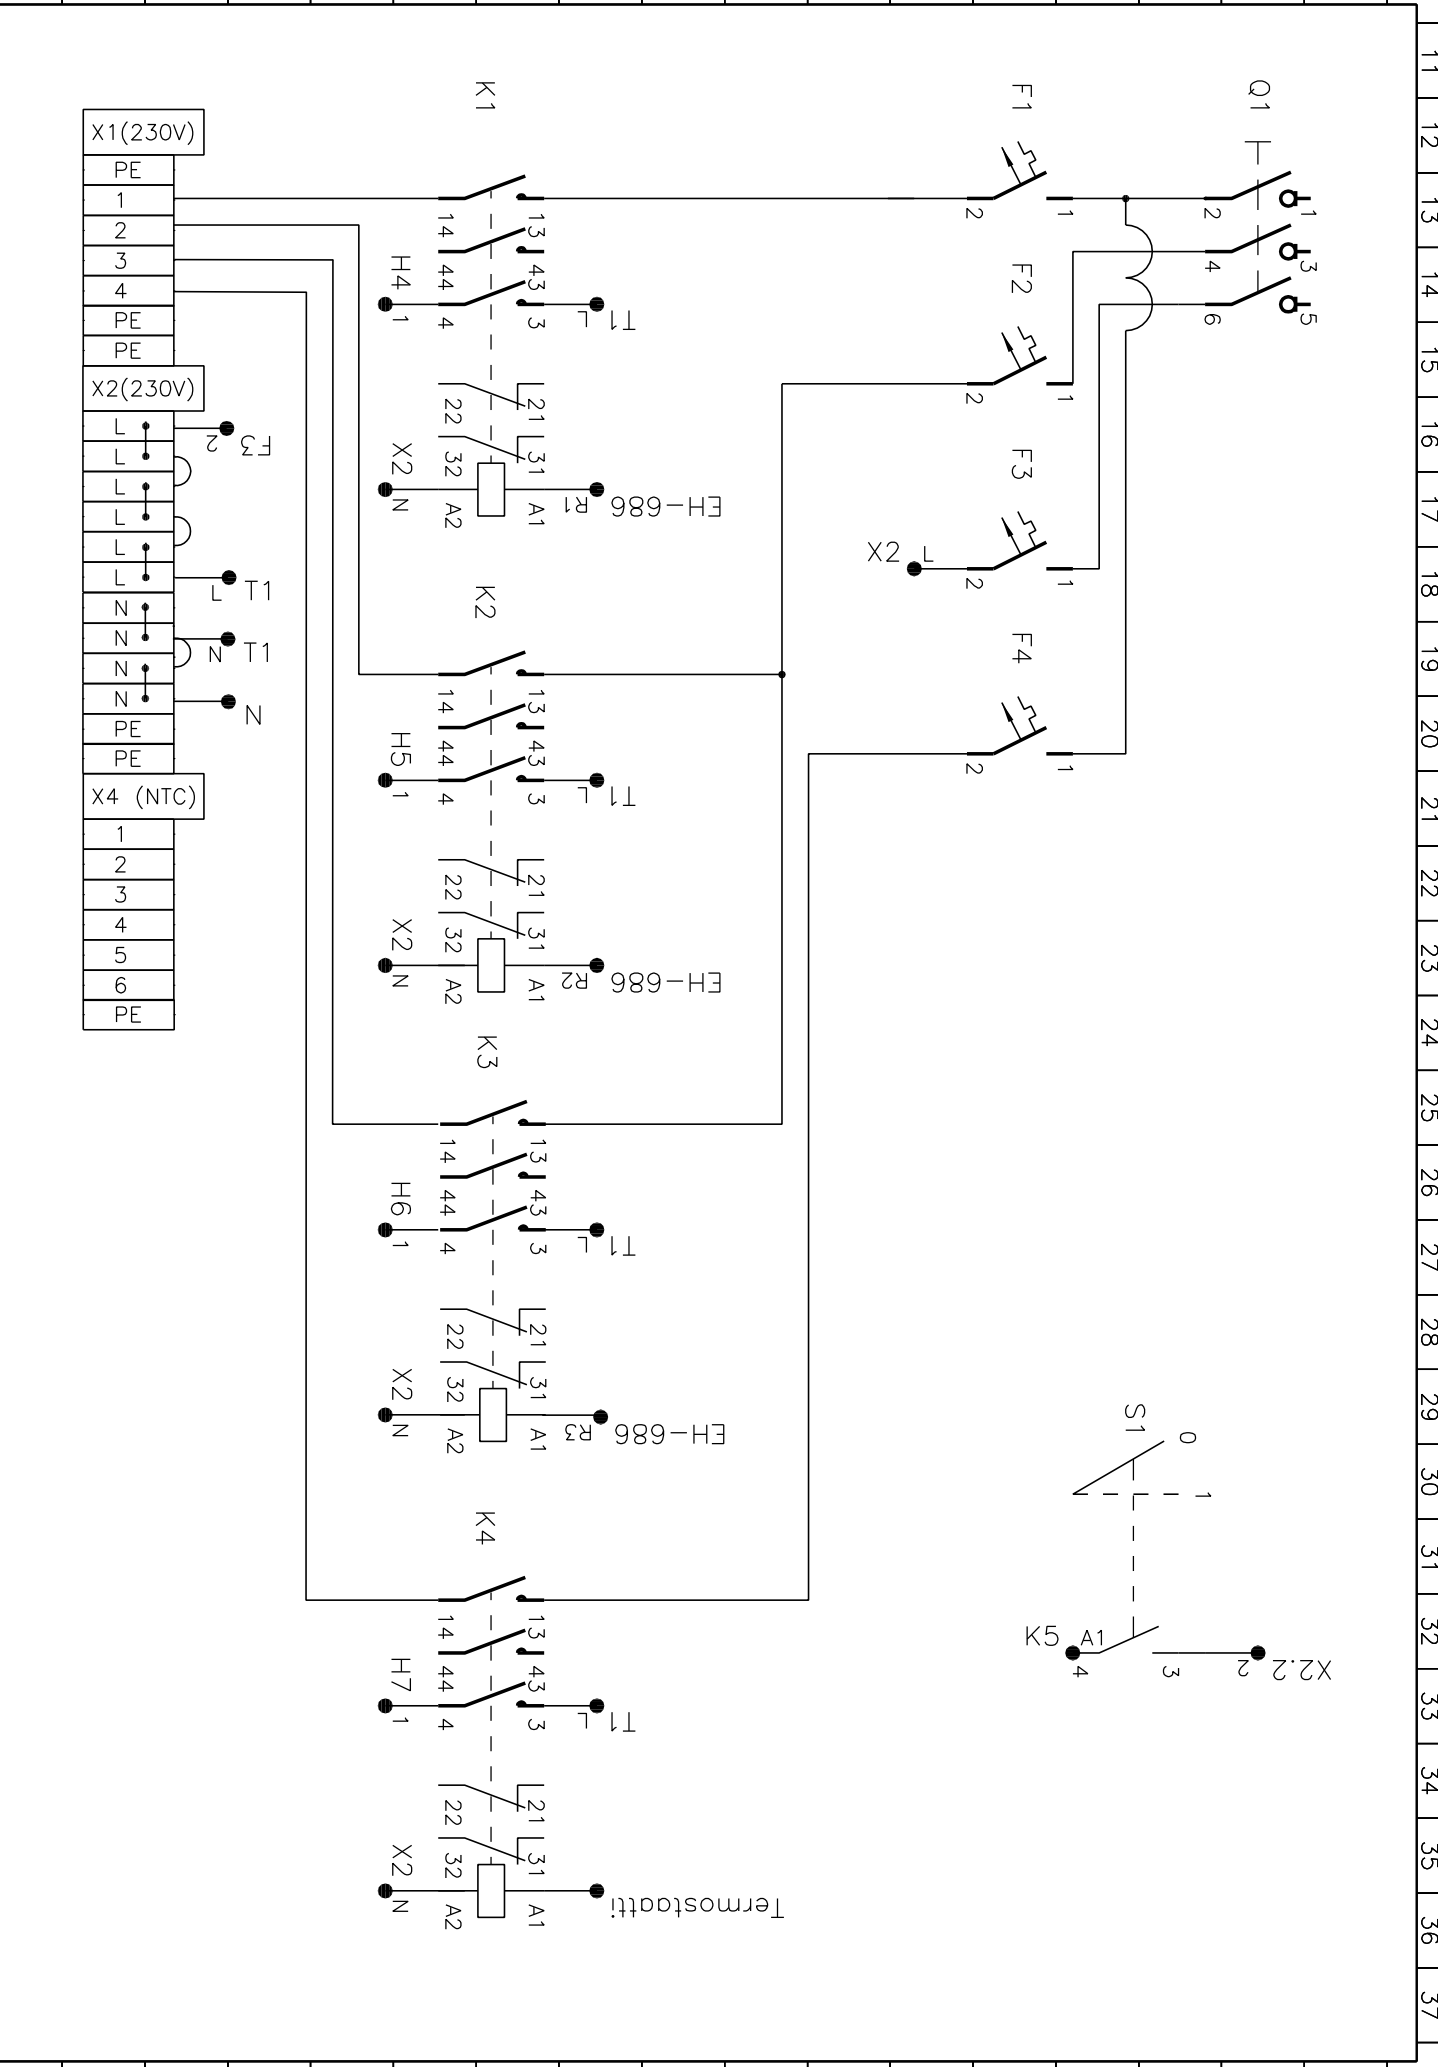 11
12
13
14
15
16
17
18
19
20
21
22
23
24
25
26
27
28
29
30
31
32
33
34
35
36
37
Q1
1
2
3
4
5
6
F1
1
2
F2
1
2
F3
1
2
X2 L
F4
1
2
K1
13
14
43
44
3
4
T1 L
H4 1
21
22
31
32
A1
A2
EH-686 R1
X2 N
K2
13
14
43
44
3
4
T1 L
H5 1
21
22
31
32
A1
A2
EH-686 R2
X2 N
K3
13
14
43
44
3
4
T1 L
H6 1
21
22
31
32
A1
A2
EH-686 R3
X2 N
K4
13
14
43
44
3
4
T1 L
H7 1
21
22
31
32
A1
A2
Termostaatti
X2 N
S1
0
1
K5 A1
4
3
X2.2 2
X1(230V)
PE
1
2
3
4
PE
PE
X2(230V)
L
L
L
L
L
L
N
N
N
N
PE
PE
F3 2
L T1
N T1
N
X4 (NTC)
1
2
3
4
5
6
PE